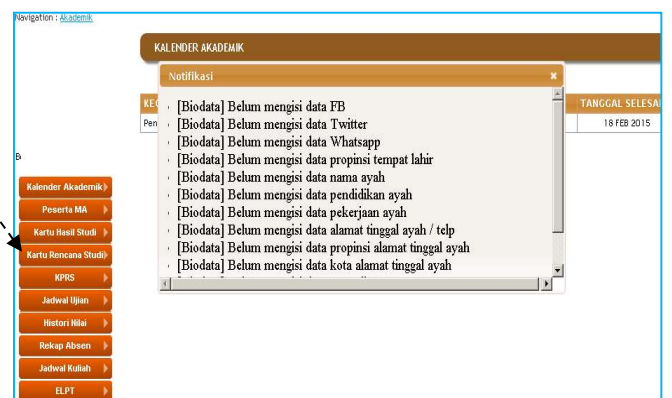 Navigation : Akademik
KALENDER AKADEMIK
Notifikasi
TANGGAL SELESAI
18 FEB 2015
[Biodata] Belum mengisi data FB
[Biodata] Belum mengisi data Twitter
[Biodata] Belum mengisi data Whatsapp
[Biodata] Belum mengisi data propinsi tempat lahir
[Biodata] Belum mengisi data nama ayah
[Biodata] Belum mengisi data pendidikan ayah
[Biodata] Belum mengisi data pekerjaan ayah
[Biodata] Belum mengisi data alamat tinggal ayah / telp
[Biodata] Belum mengisi data propinsi alamat tinggal ayah
[Biodata] Belum mengisi data kota alamat tinggal ayah
Kalender Akademik
Peserta MA
Kartu Hasil Studi
Kartu Rencana Studi
KPRS
Jadwal Ujian
Histori Nilai
Rekap Absen
Jadwal Kuliah
ELPT